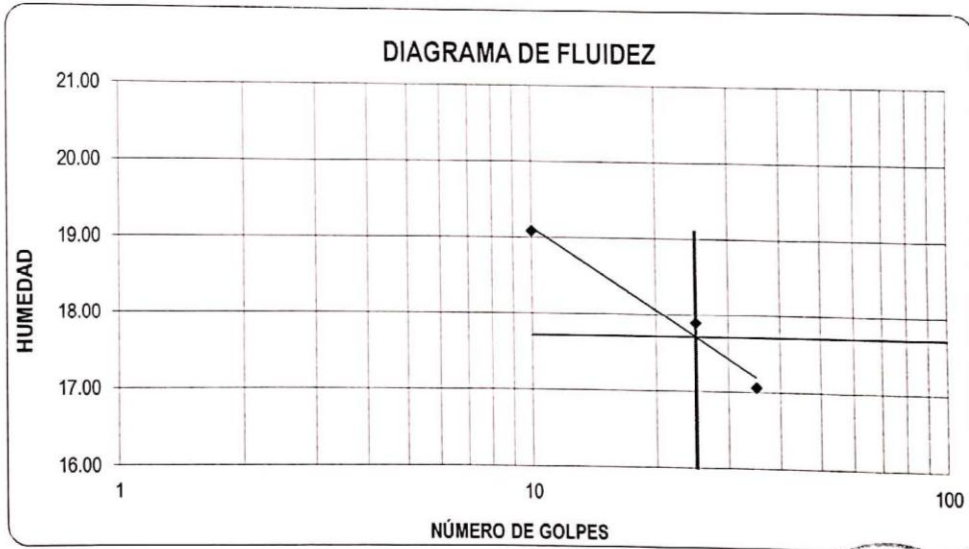 DIAGRAMA DE FLUIDEZ
21.00
20.00
19.00
18.00
17.00
16.00
HUMEDAD
1 10 100
NÚMERO DE GOLPES